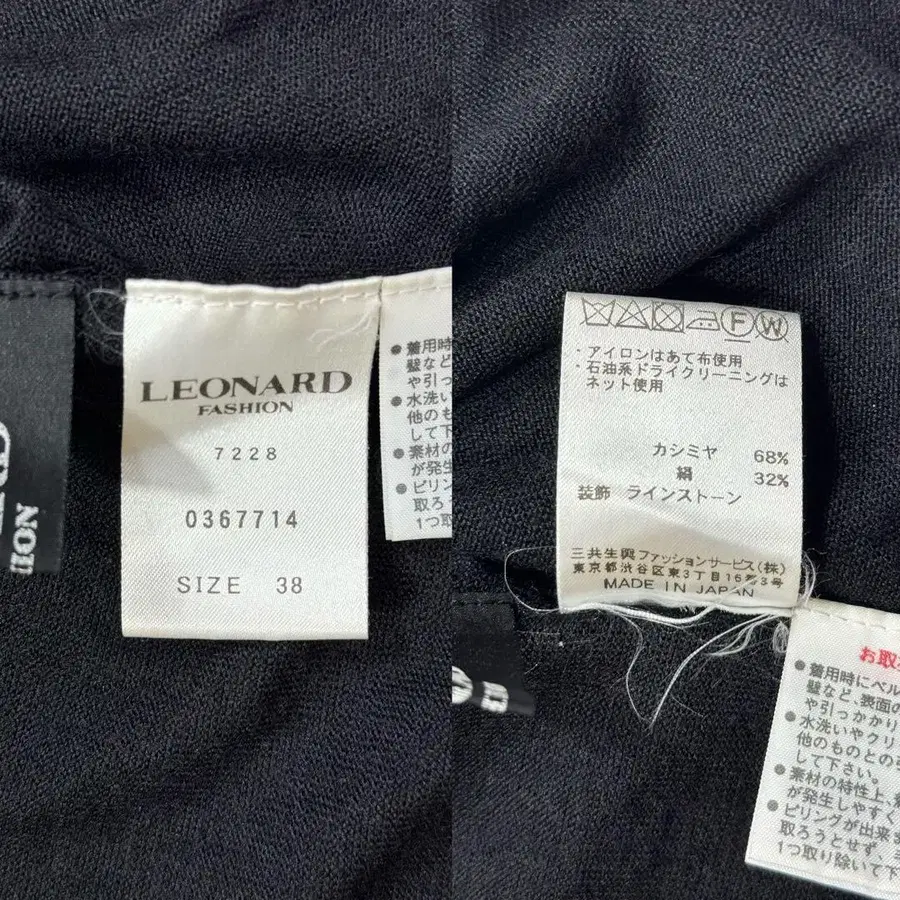 LEONARD
FASHION
7228
0367714
SIZE 38
● 着用時
壁など
や引っ
● 水洗い
他のも
して下
● 素材の
が発生
● ピリン
取ろ
1つ取
F W
・アイロンはあて布使用
・石油系ドライクリーニングは
ネット使用
カシミヤ 68%
絹 32%
装飾 ラインストーン
三共生興ファッションサービス(株)
東京都渋谷区東3丁目16番3号
MADE IN JAPAN
お取
● 着用時にベル
壁など、表面の
や引っかかり
● 水洗いやクリ
他のものとの引
して下さい。
● 素材の特性上、
が発生しやすく
● ピリングが出来
取ろうとせず、
1つ取り除いて下